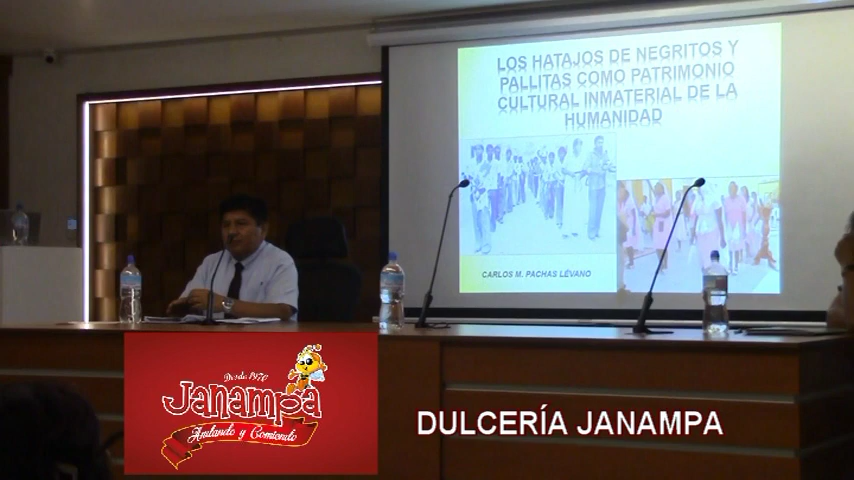 LOS HATAJOS DE NEGRITOS Y
PALLITAS COMO PATRIMONIO
CULTURAL INMATERIAL DE LA
HUMANIDAD
CARLOS M. PACHAS LÉVANO
Desde 1970
Janampa
Anilando y Comiendo
DULCERÍA JANAMPA